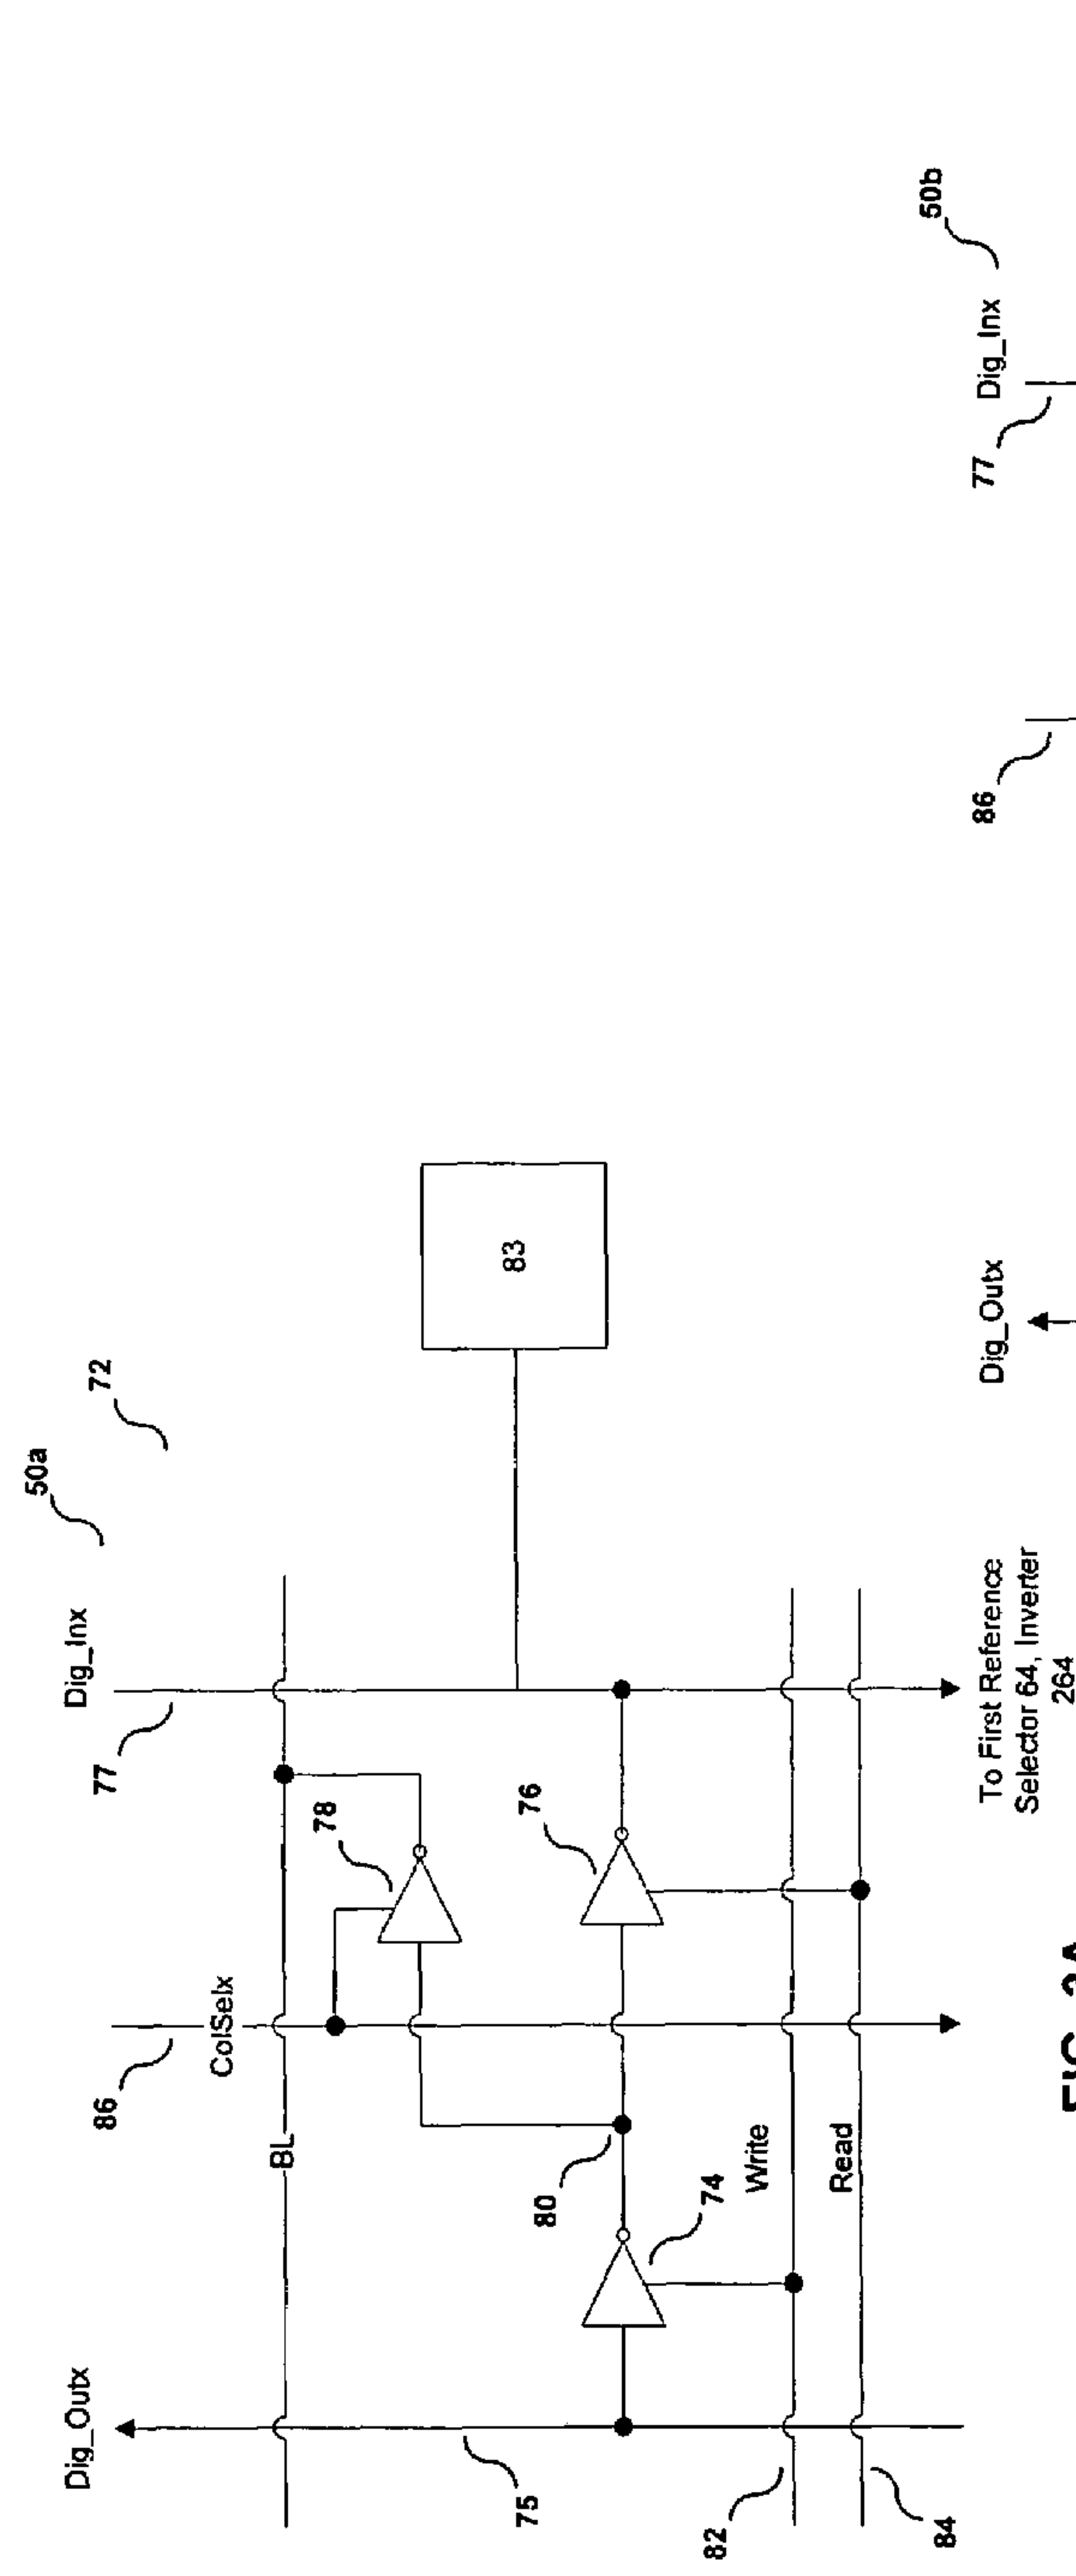 50a
Dig_Outx
Dig_Inx
86
77
72
ColSelx
BL
78
83
75
76
80
82
74
Write
Read
84
50b
86
77
Dig_Inx
Dig_Outx
To First Reference
Selector 64, Inverter
264